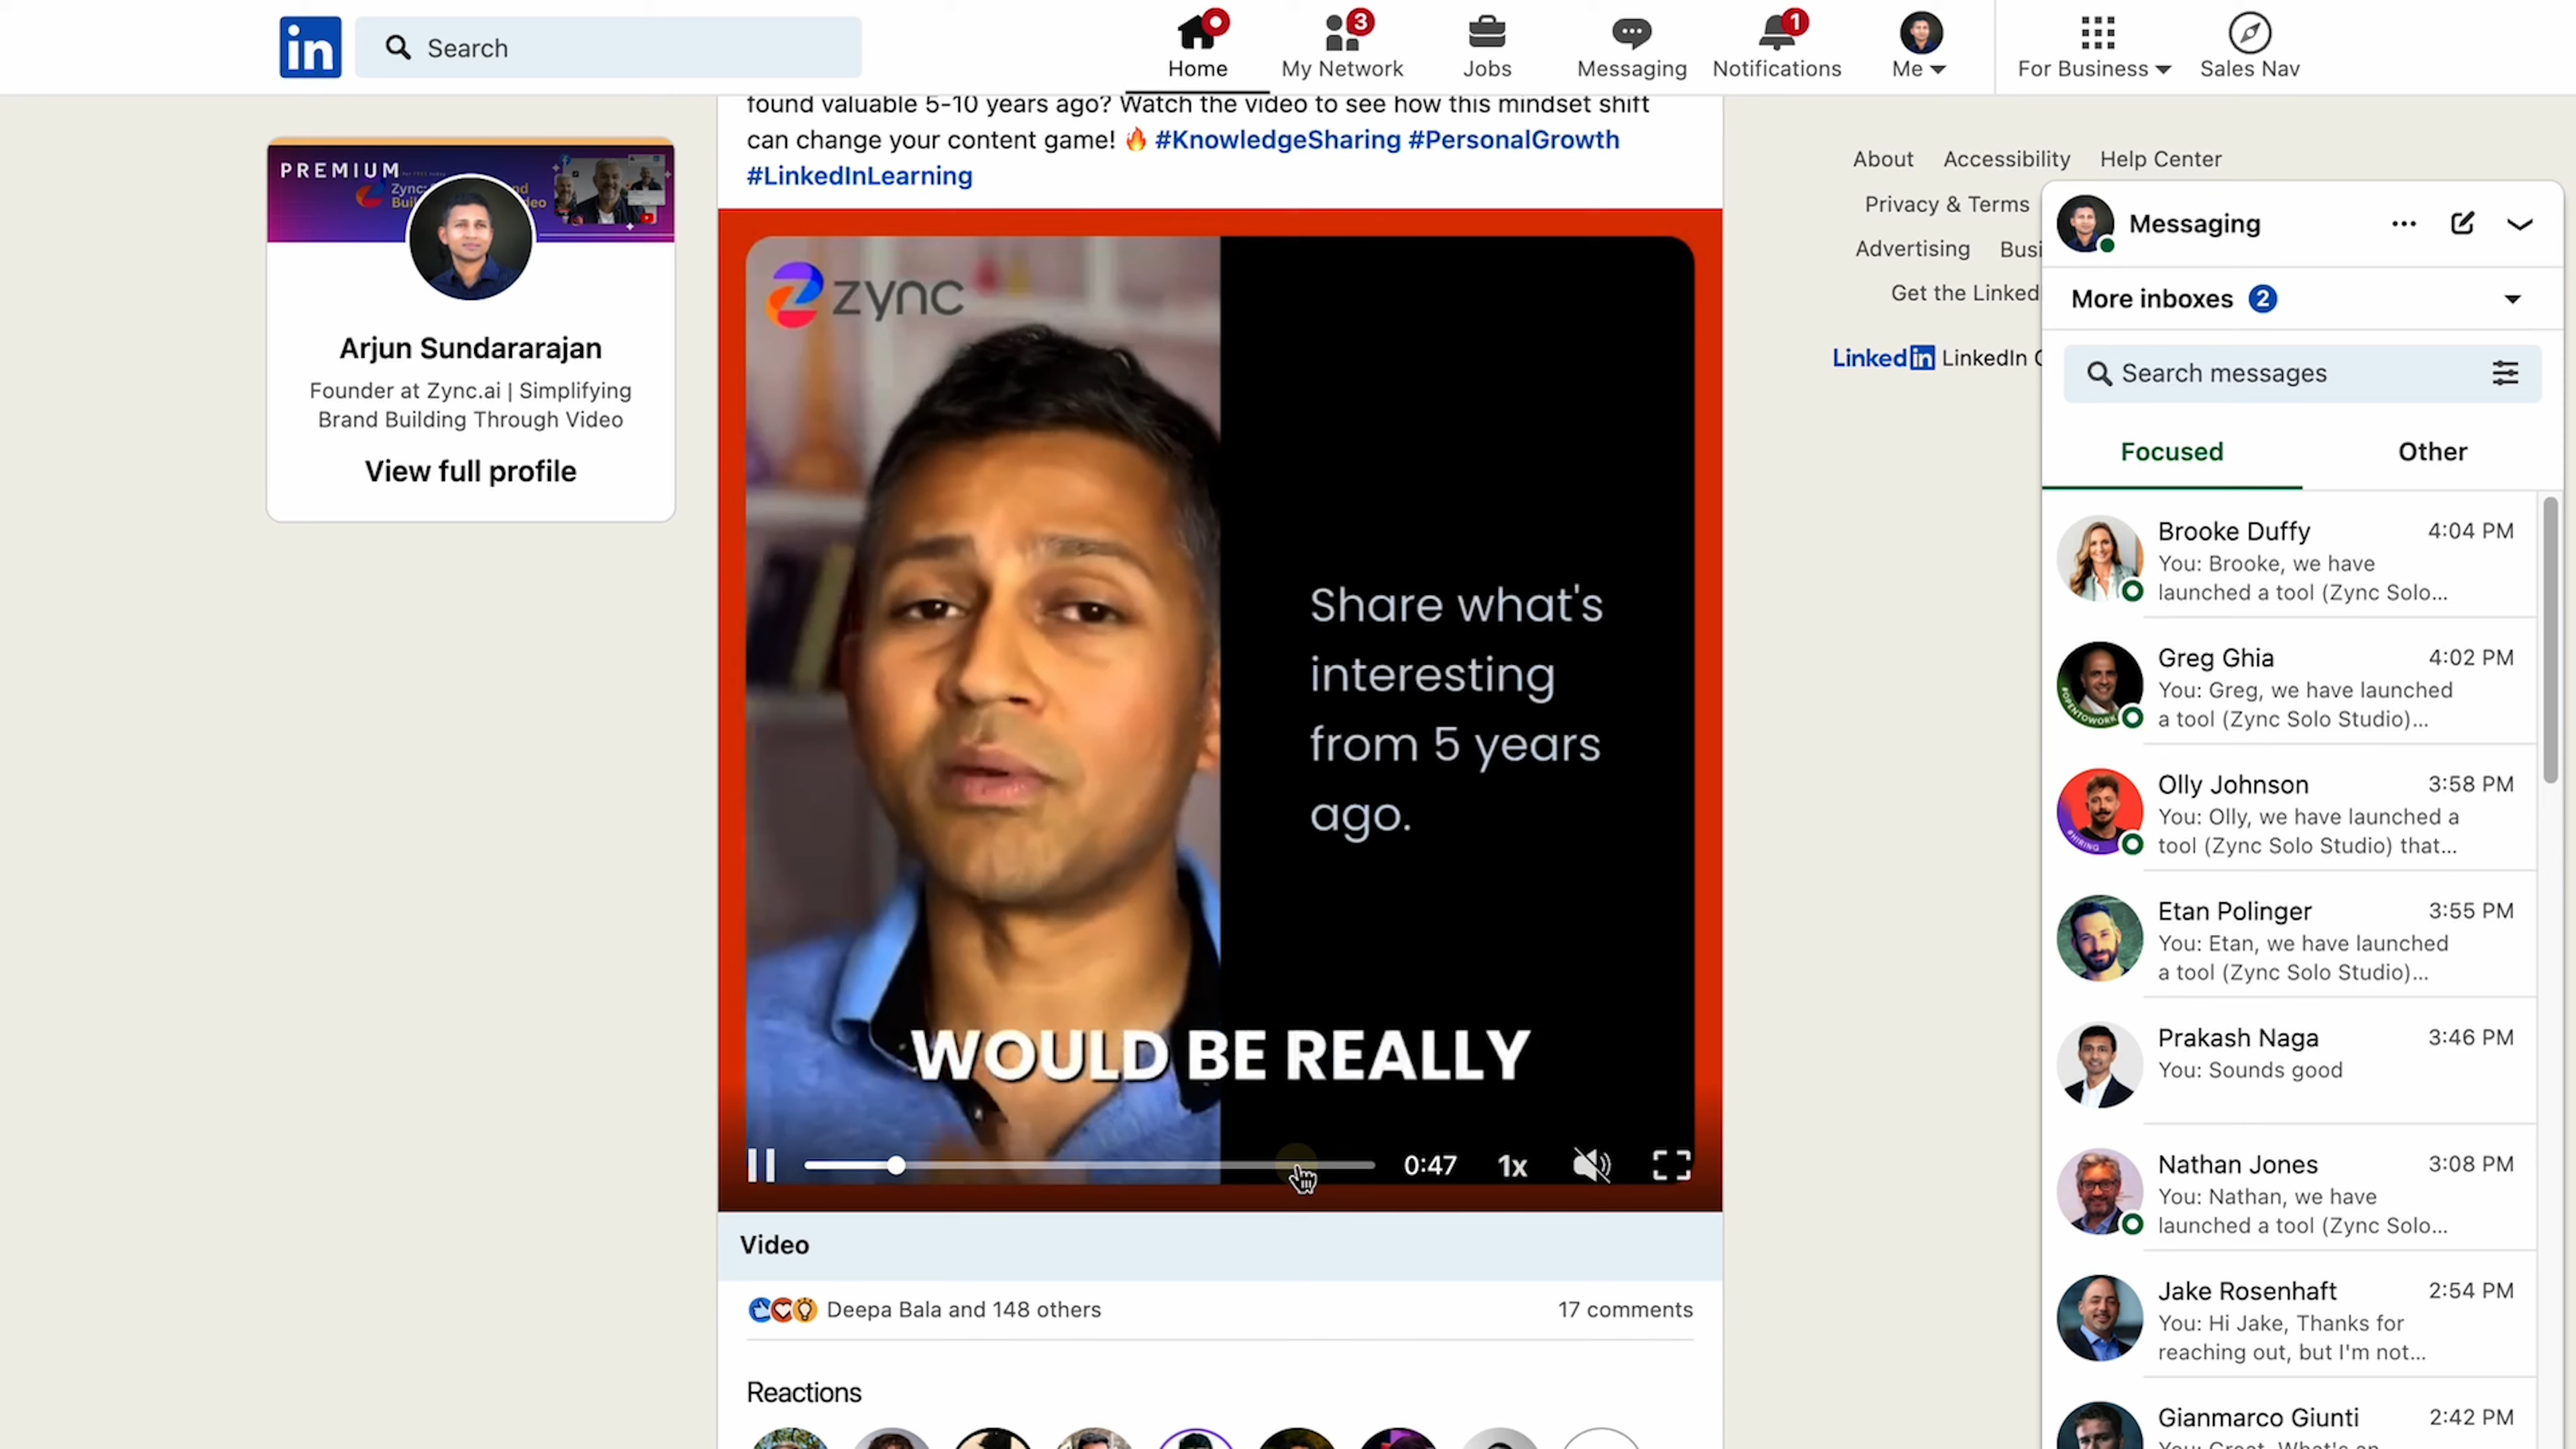 in
Search
Home
3
My Network
Jobs
Messaging
1
Notifications
Me
For Business
Sales Nav
PREMIUM
Zync:
Arjun Sundararajan
Founder at Zync.ai | Simplifying
Brand Building Through Video
View full profile
found valuable 5-10 years ago? Watch the video to see how this mindset shift
can change your content game! 🔥 #KnowledgeSharing #PersonalGrowth
#LinkedInLearning
zync
Share what's
interesting
from 5 years
ago.
WOULD BE REALLY
0:47
1x
Video
Deepa Bala and 148 others
17 comments
Reactions
About
Accessibility
Help Center
Privacy & Terms
Advertising
Busi
Get the Linked
Linked in LinkedIn
Messaging
More inboxes 2
Search messages
Focused
Other
Brooke Duffy
4:04 PM
You: Brooke, we have
launched a tool (Zync Solo...
Greg Ghia
4:02 PM
You: Greg, we have launched
a tool (Zync Solo Studio)...
#OPENTOWORK
Olly Johnson
3:58 PM
You: Olly, we have launched a
tool (Zync Solo Studio) that...
#HIRING
Etan Polinger
3:55 PM
You: Etan, we have launched
a tool (Zync Solo Studio)...
Prakash Naga
3:46 PM
You: Sounds good
Nathan Jones
3:08 PM
You: Nathan, we have
launched a tool (Zync Solo...
Jake Rosenhaft
2:54 PM
You: Hi Jake, Thanks for
reaching out, but I'm not...
Gianmarco Giunti
2:42 PM